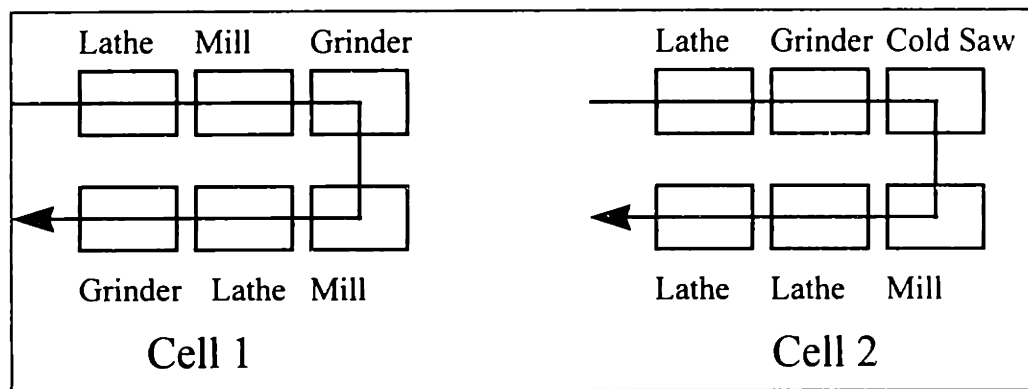 Lathe Mill Grinder
Grinder Lathe Mill
Cell 1
Lathe Grinder Cold Saw
Lathe Lathe Mill
Cell 2